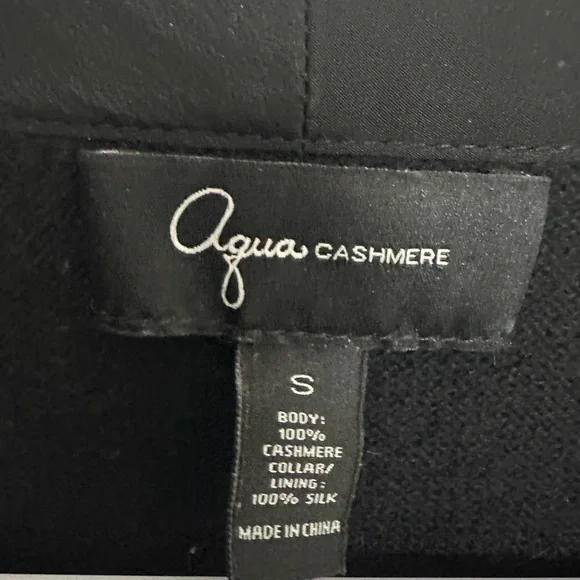 Aqua CASHMERE
S
BODY:
100%
CASHMERE
COLLAR/
LINING:
100% SILK
MADE IN CHINA